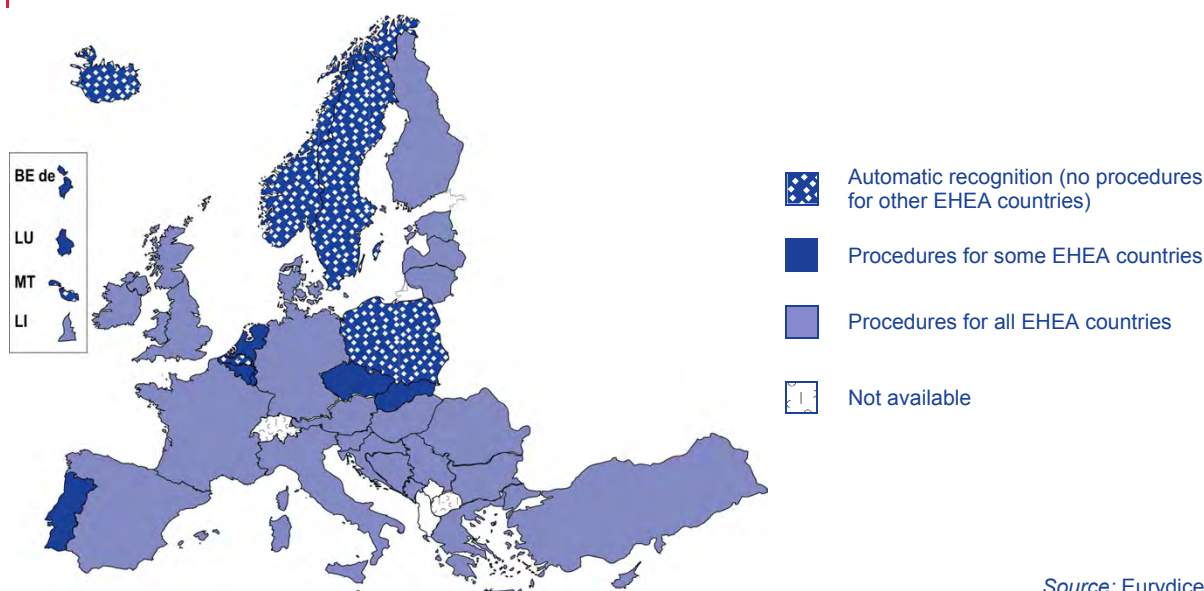 BE de
LU
MT
LI
Automatic recognition (no procedures
for other EHEA countries)
Procedures for some EHEA countries
Procedures for all EHEA countries
Not available
Source: Eurydice